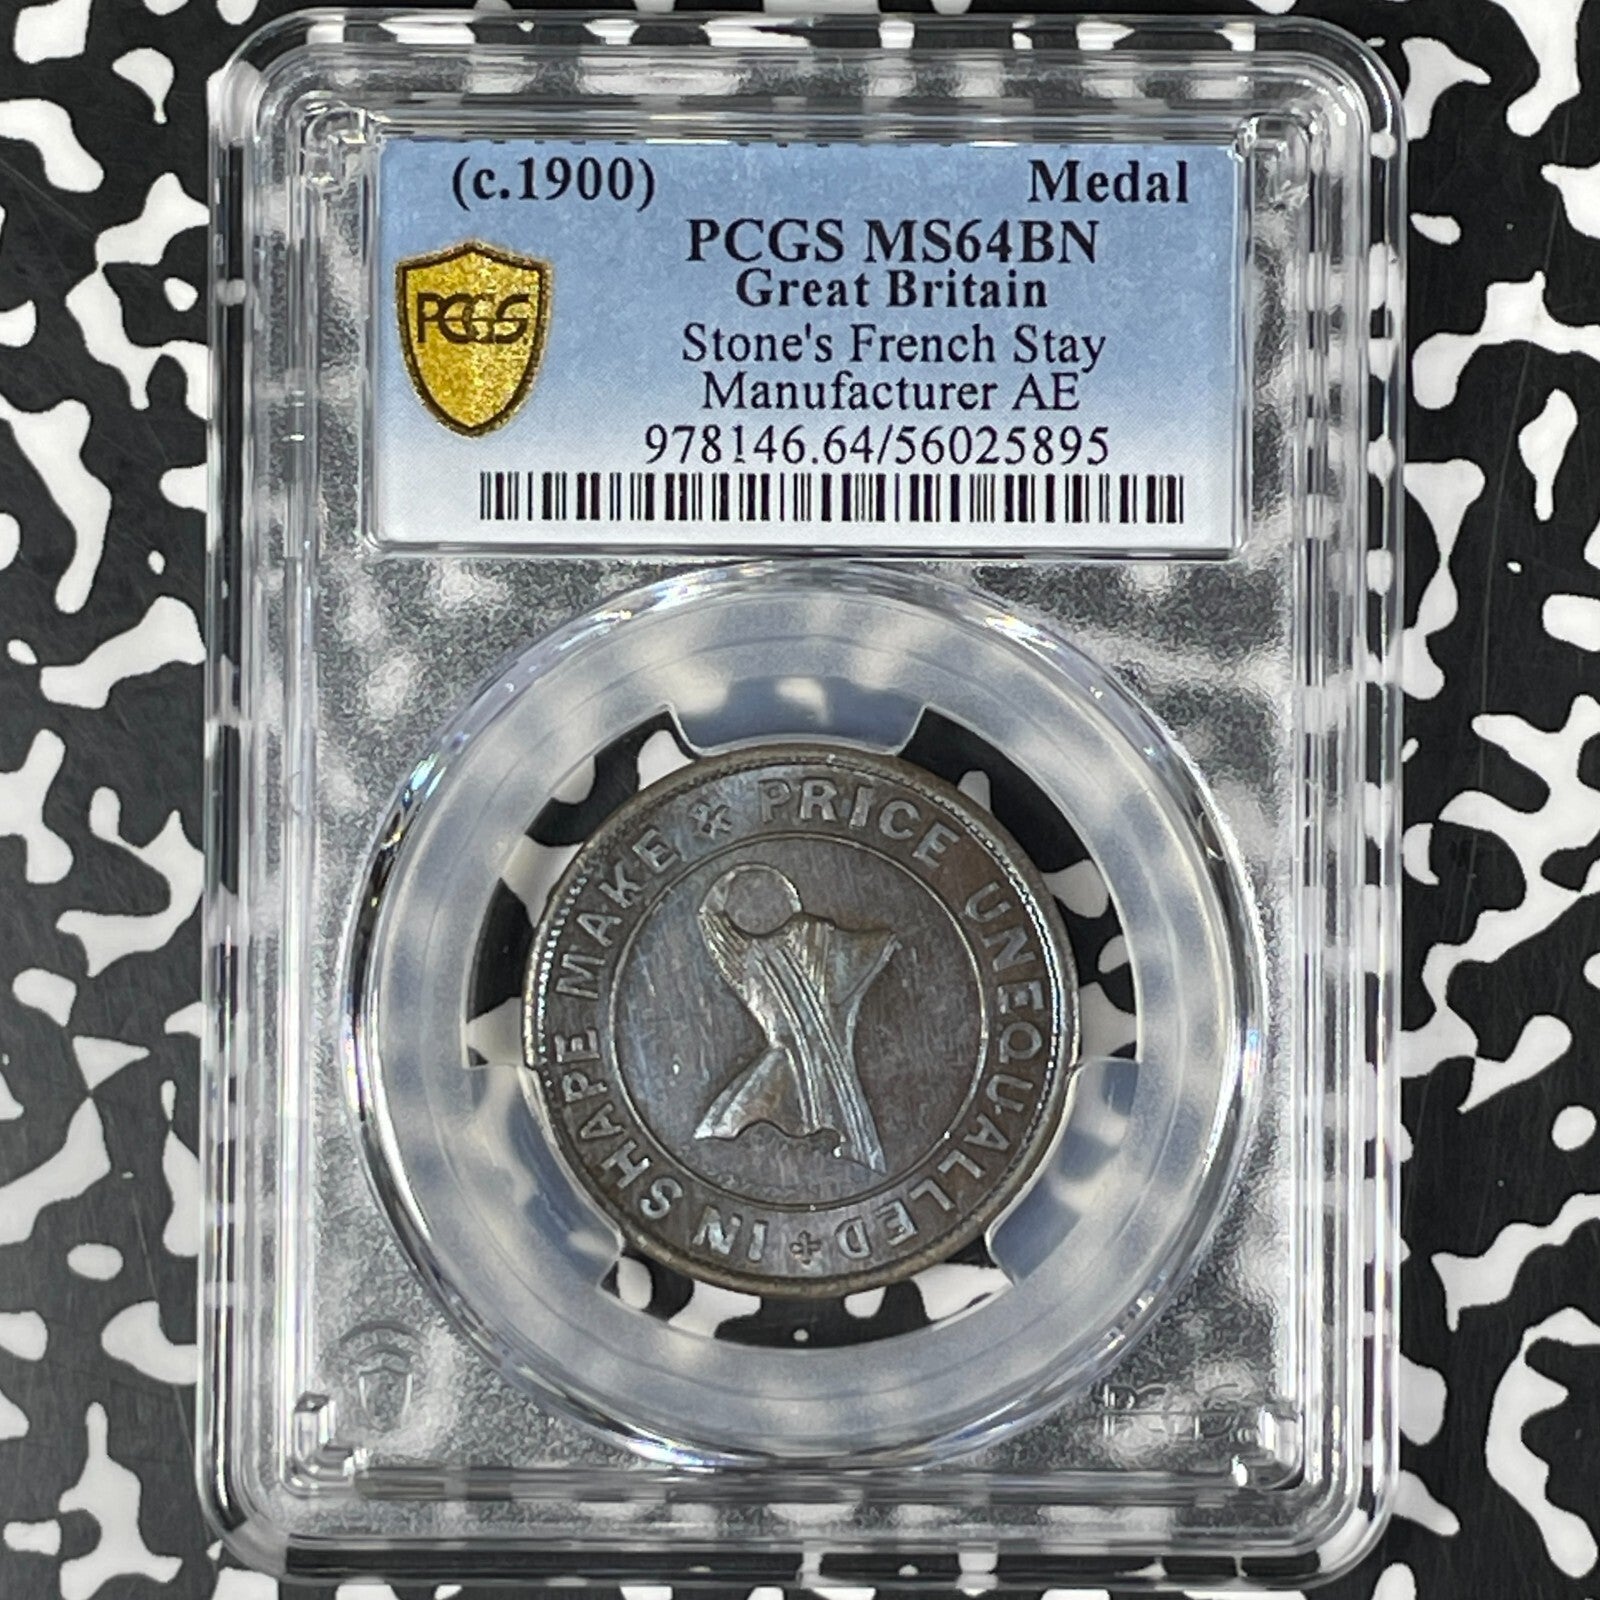 (c.1900) Medal
PCGS MS64BN
Great Britain
Stone's French Stay
Manufacturer AE
978146.64/56025895
PCGS
IN SHAPE MAKE & PRICE UNEQUALLED
PCGS